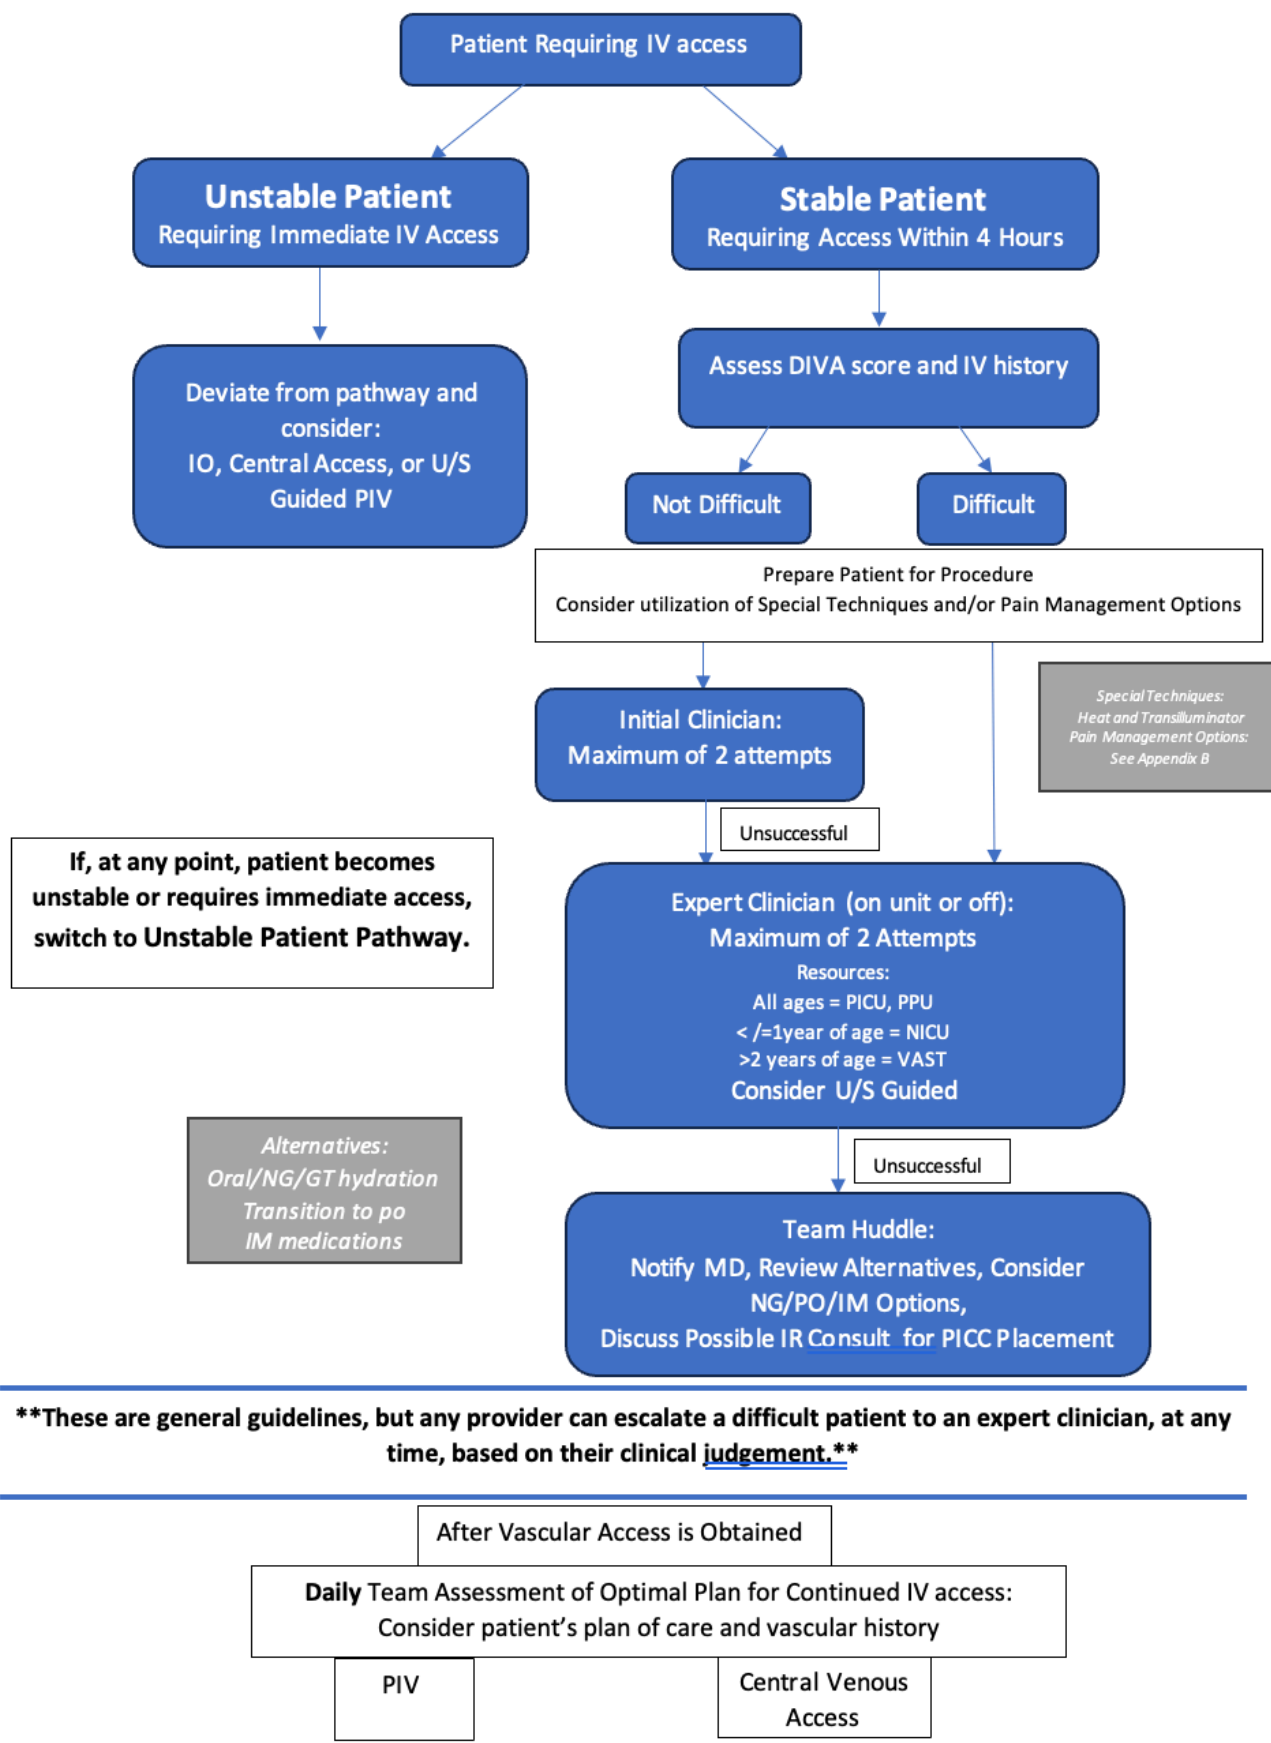 Patient Requiring IV access
Unstable Patient
Requiring Immediate IV Access
Stable Patient
Requiring Access Within 4 Hours
Deviate from pathway and
consider:
IO, Central Access, or U/S
Guided PIV
Assess DIVA score and IV history
Not Difficult
Difficult
Prepare Patient for Procedure
Consider utilization of Special Techniques and/or Pain Management Options
Initial Clinician:
Maximum of 2 attempts
Special Techniques:
Heat and Transilluminator
Pain Management Options:
See Appendix B
Unsuccessful
If, at any point, patient becomes
unstable or requires immediate access,
switch to Unstable Patient Pathway.
Expert Clinician (on unit or off):
Maximum of 2 Attempts
Resources:
All ages = PICU, PPU
< /=1year of age = NICU
>2 years of age = VAST
Consider U/S Guided
Unsuccessful
Alternatives:
Oral/NG/GT hydration
Transition to po
IM medications
Team Huddle:
Notify MD, Review Alternatives, Consider
NG/PO/IM Options,
Discuss Possible IR Consult for PICC Placement
**These are general guidelines, but any provider can escalate a difficult patient to an expert clinician, at any
time, based on their clinical judgement.**
After Vascular Access is Obtained
Daily Team Assessment of Optimal Plan for Continued IV access:
Consider patient's plan of care and vascular history
PIV
Central Venous
Access